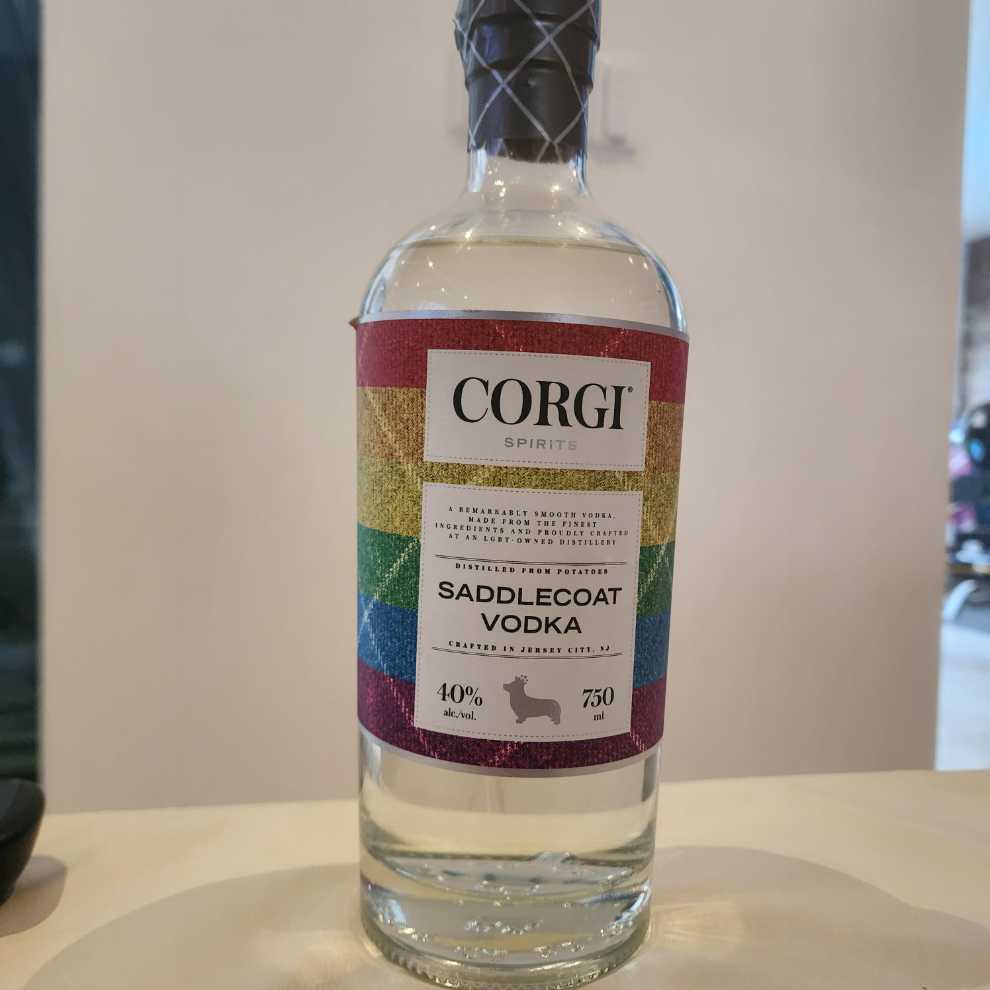 CORGI®
SPIRITS
A REMARKABLY SMOOTH VODKA,
MADE FROM THE FINEST
INGREDIENTS AND PROUDLY CRAFTED
AT AN LGBT-OWNED DISTILLERY
DISTILLED FROM POTATOES
SADDLECOAT
VODKA
CRAFTED IN JERSEY CITY, NJ
40% 750
alc./vol. ml